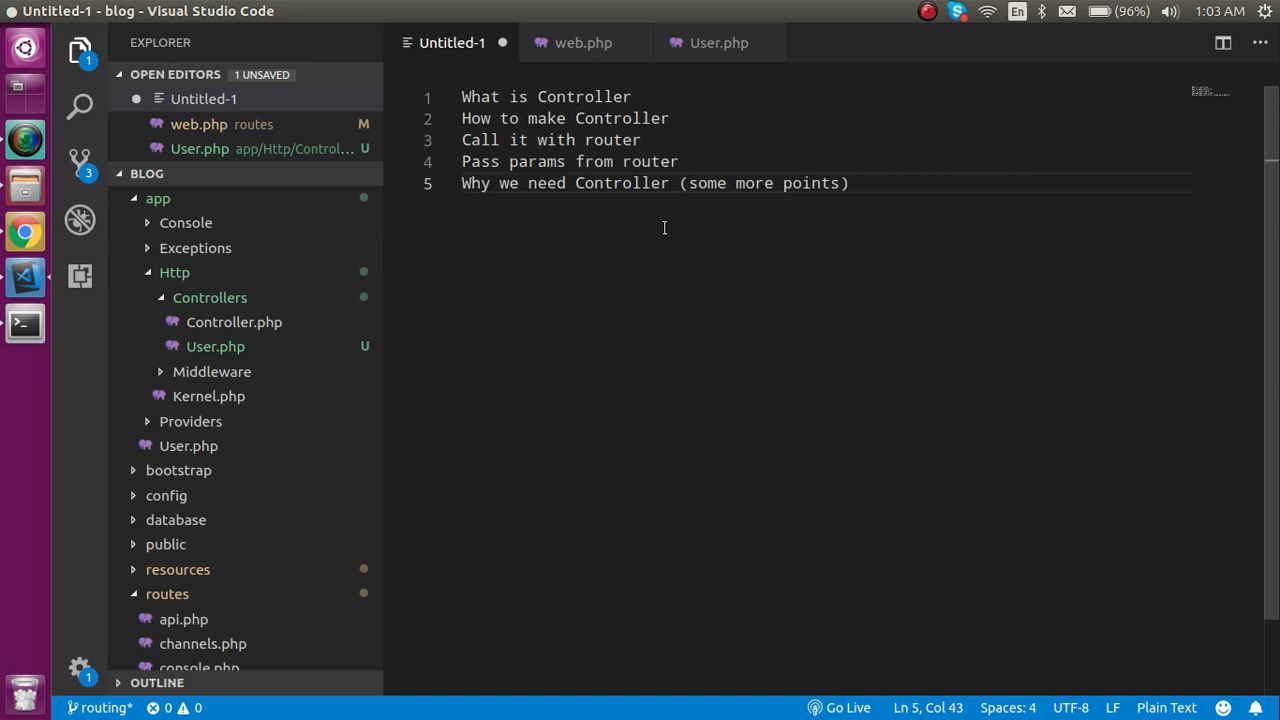 Untitled-1 - blog - Visual Studio Code
En
(96%)
1:03 AM
EXPLORER
OPEN EDITORS 1 UNSAVED
Untitled-1
web.php routes M
User.php app/Http/Control... U
BLOG
app
Console
Exceptions
Http
Controllers
Controller.php
User.php U
Middleware
Kernel.php
Providers
User.php
bootstrap
config
database
public
resources
routes
api.php
channels.php
console.php
OUTLINE
1
3
1
Untitled-1
web.php
User.php
1 What is Controller
2 How to make Controller
3 Call it with router
4 Pass params from router
5 Why we need Controller (some more points)
routing* 0 0
Go Live Ln 5, Col 43 Spaces: 4 UTF-8 LF Plain Text